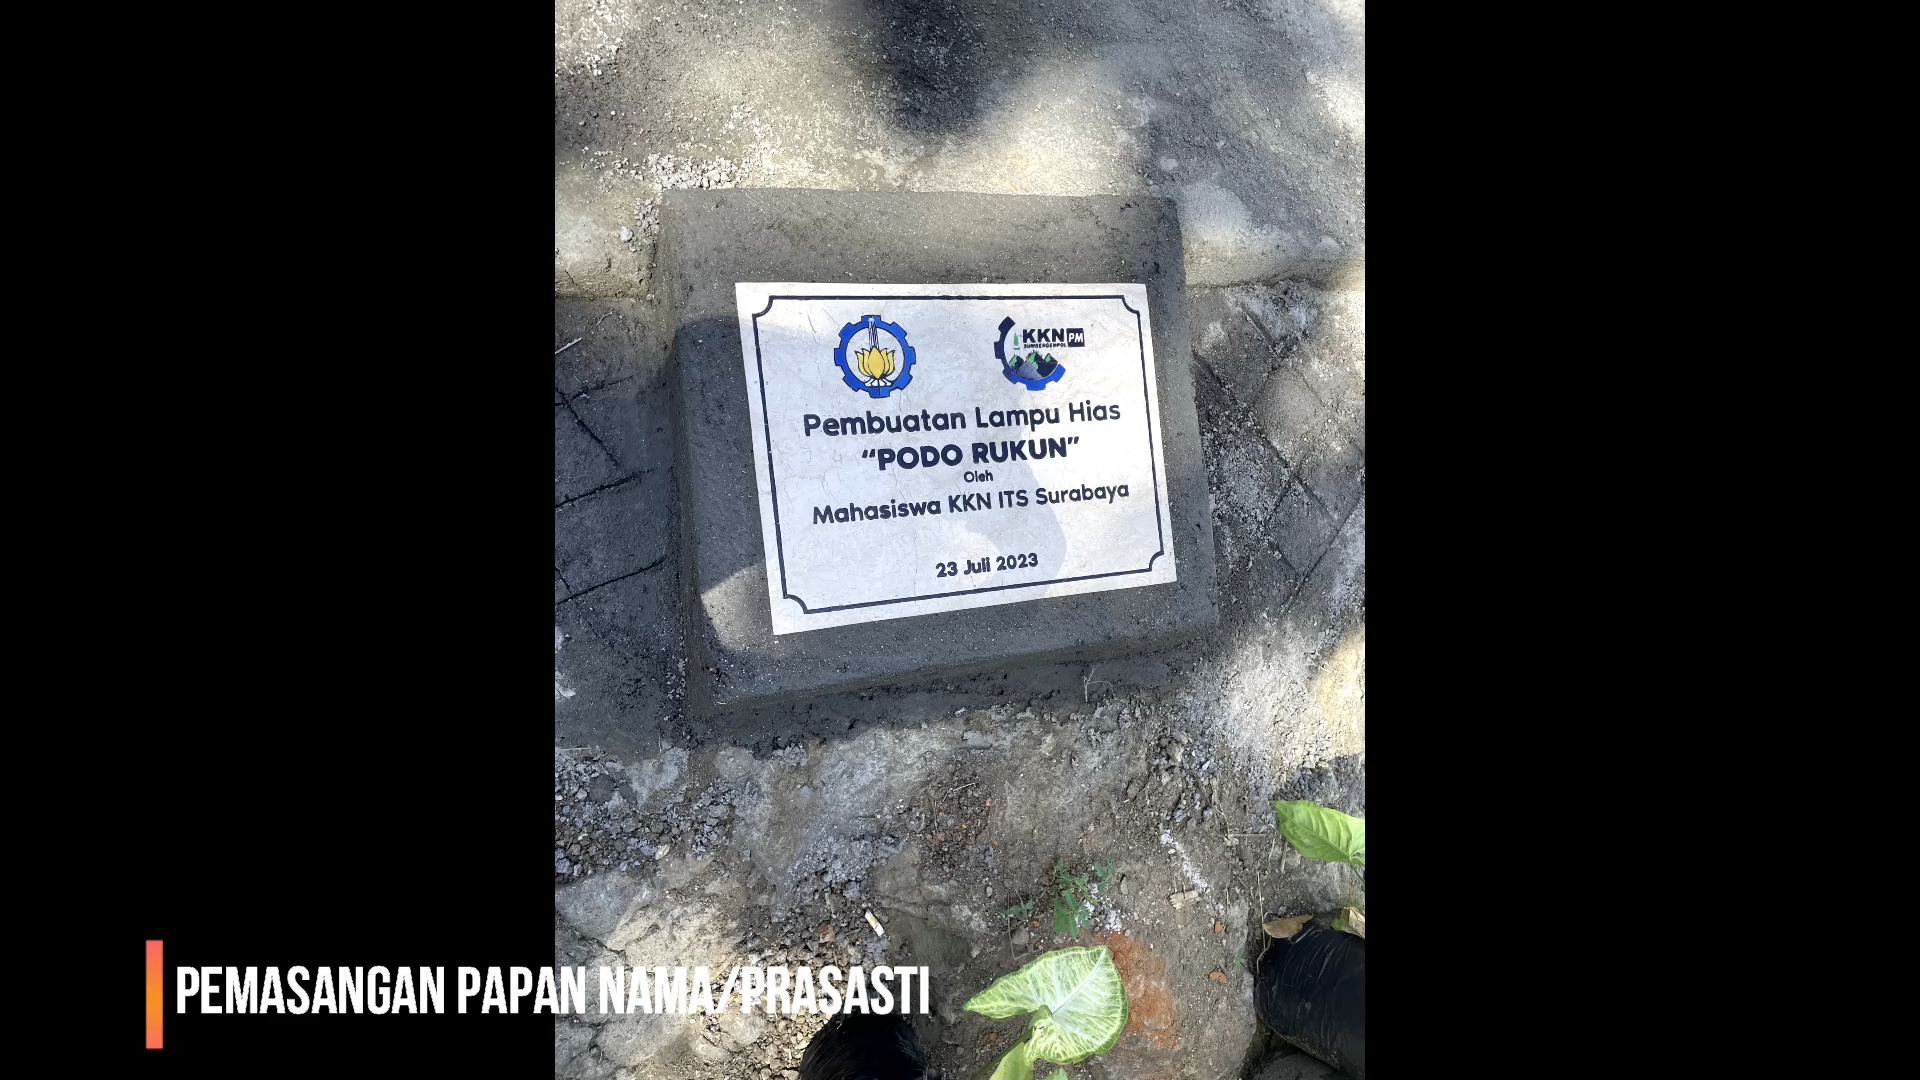 KKN PM
SUMBERGEMPOL
Pembuatan Lampu Hias
“PODO RUKUN”
Oleh
Mahasiswa KKN ITS Surabaya
23 Juli 2023
PEMASANGAN PAPAN NAMA/PRASASTI